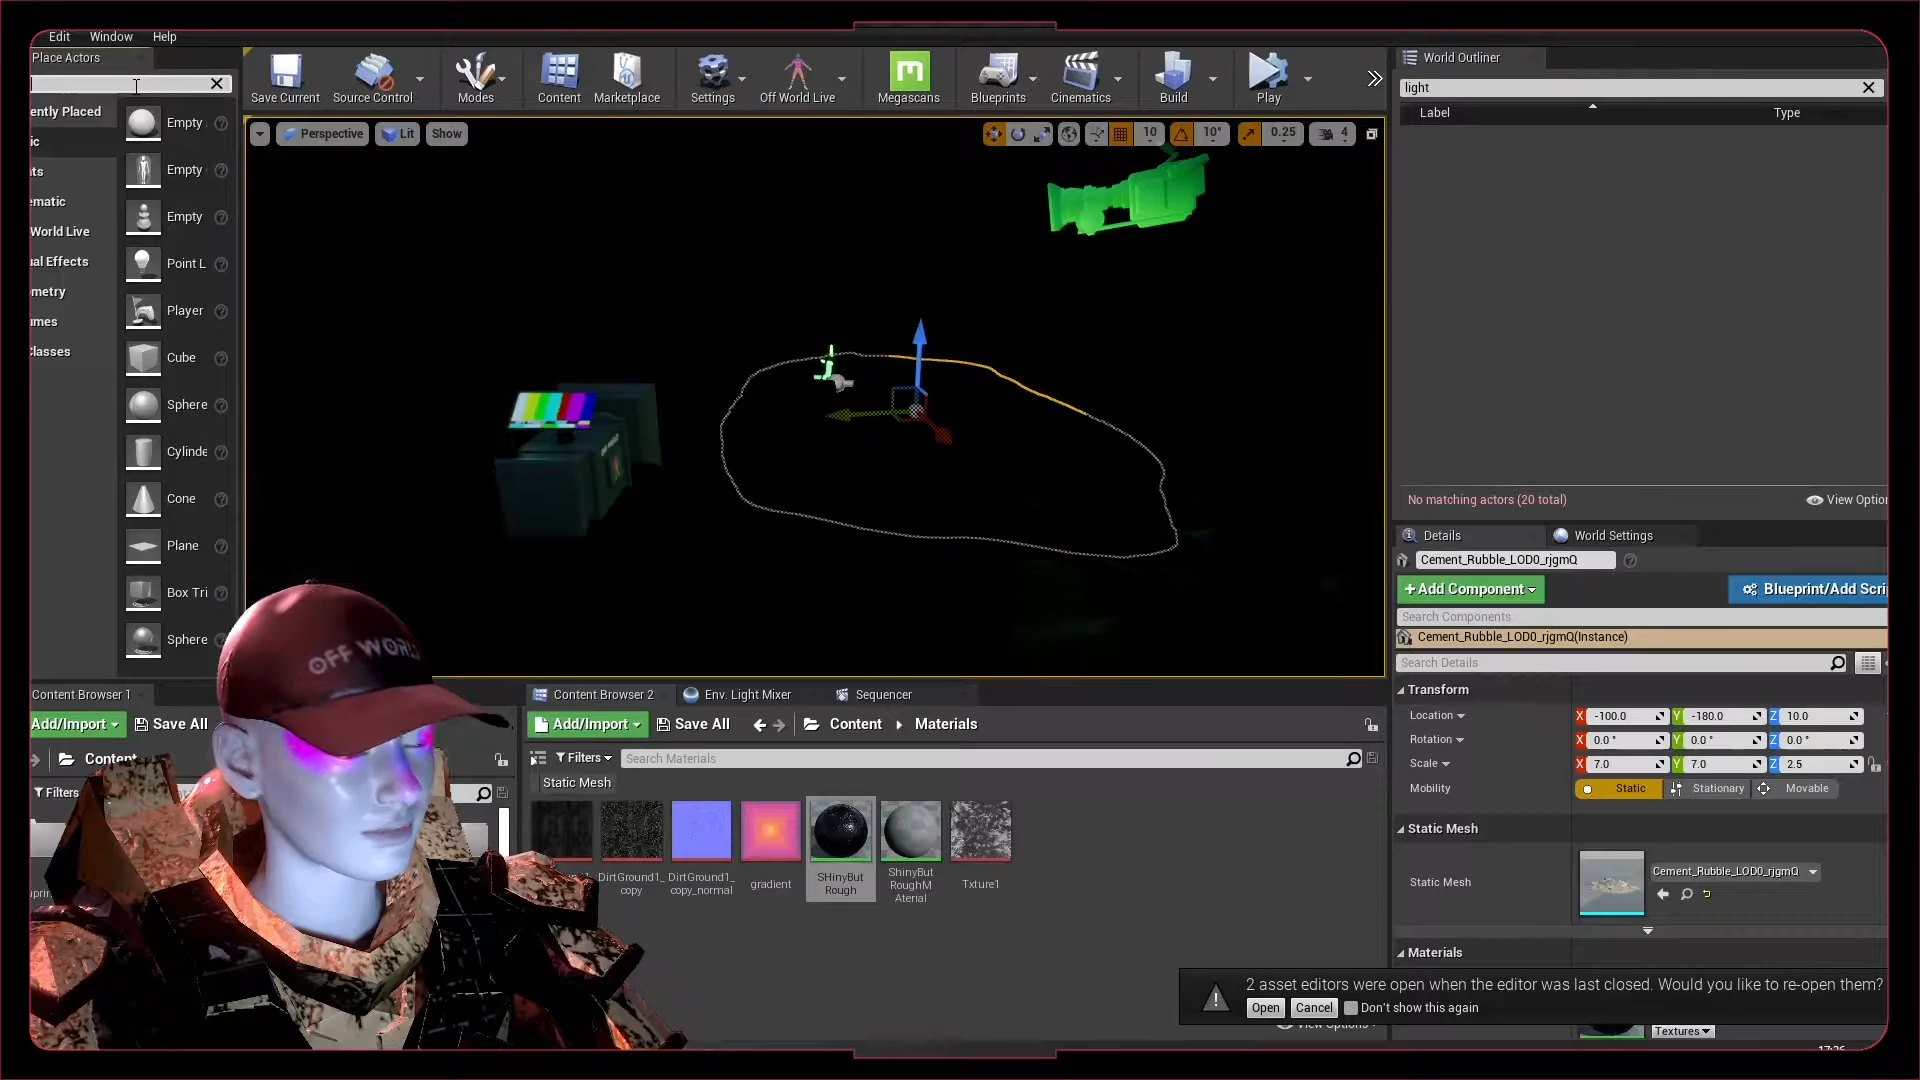 Edit Window Help
Place Actors
World Outliner
light
Save Current
Source Control
Modes
Content
Marketplace
Settings
Off World Live
Megascans
Blueprints
Cinematics
Build
Play
Label
Type
ently Placed
ic
ts
ematic
World Live
ual Effects
metry
umes
Classes
Empty
Empty
Empty
Point L
Player
Cube
Sphere
Cylinde
Cone
Plane
Box Tri
Sphere
Perspective
Lit
Show
10
10°
0.25
4
No matching actors (20 total)
View Option
Details
World Settings
Cement_Rubble_LOD0_rjgmQ
+Add Component
Blueprint/Add Scri
Search Components
Cement_Rubble_LOD0_rjgmQ(Instance)
Search Details
Transform
Location X -100.0 Y -180.0 Z 10.0
Rotation X 0.0 ° Y 0.0 ° Z 0.0 °
Scale X 7.0 Y 7.0 Z 2.5
Mobility Static Stationary Movable
Static Mesh
Static Mesh
Cement_Rubble_LOD0_rjgmQ
Materials
OFF WORL
Content Browser 1
Add/Import
Save All
Content
Filters
Content Browser 2
Env. Light Mixer
Sequencer
Add/Import
Save All
Content
Materials
Filters
Search Materials
Static Mesh
DirtGround1_
copy
DirtGround1_
copy_normal
gradient
SHinyBut
Rough
ShinyBut
RoughM
Aterial
Txture1
2 asset editors were open when the editor was last closed. Would you like to re-open them?
Open
Cancel
Don't show this again
View Options
Textures